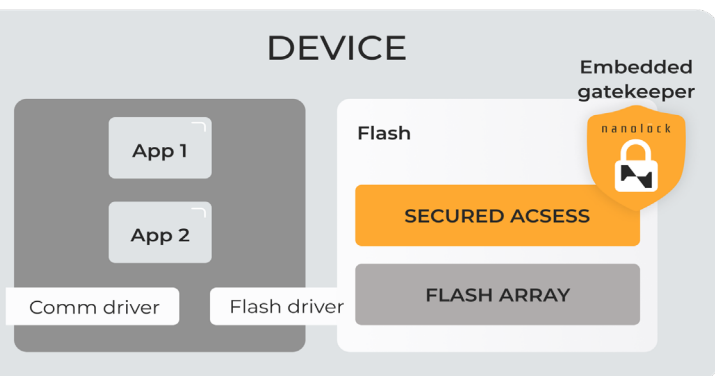 DEVICE
Embedded
gatekeeper
nanolock
App 1
App 2
Comm driver
Flash driver
Flash
SECURED ACSESS
FLASH ARRAY